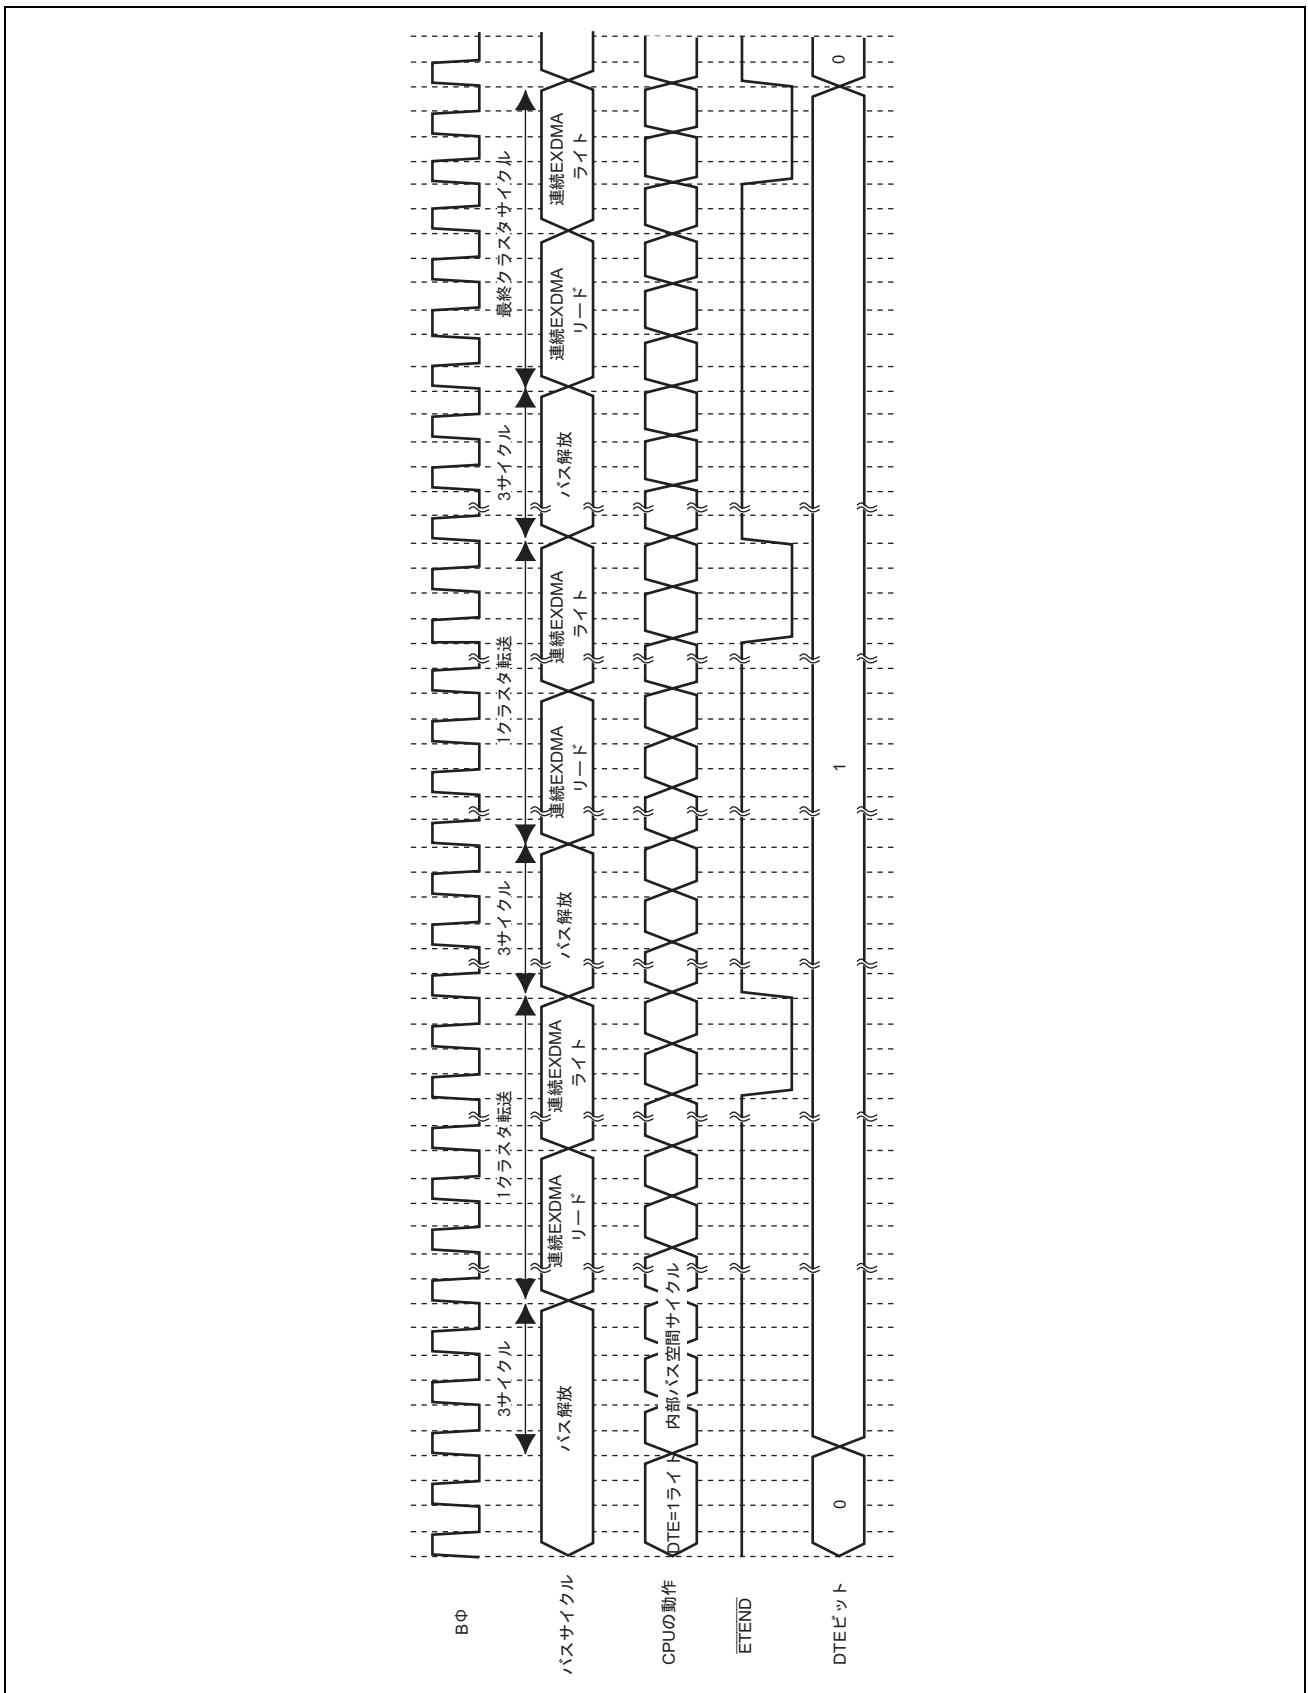 BΦ
3サイクル
1クラスタ転送
3サイクル
1クラスタ転送
3サイクル
最終クラスタサイクル
バスサイクル
バス解放
連続EXDMA
リード
連続EXDMA
ライト
バス解放
連続EXDMA
リード
連続EXDMA
ライト
バス解放
連続EXDMA
リード
連続EXDMA
ライト
CPUの動作
DTE=1ライト
内部バス空間サイクル
ETEND
DTEビット
0
1
0